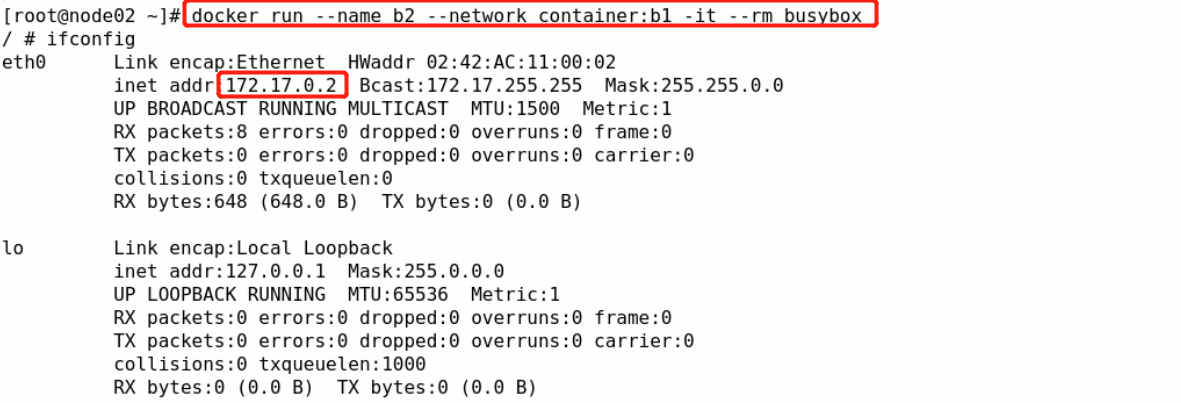 [root@node02 ~]# docker run --name b2 --network container:b1 -it --rm busybox
/ # ifconfig
eth0      Link encap:Ethernet  HWaddr 02:42:AC:11:00:02
          inet addr:172.17.0.2  Bcast:172.17.255.255  Mask:255.255.0.0
          UP BROADCAST RUNNING MULTICAST  MTU:1500  Metric:1
          RX packets:8 errors:0 dropped:0 overruns:0 frame:0
          TX packets:0 errors:0 dropped:0 overruns:0 carrier:0
          collisions:0 txqueuelen:0
          RX bytes:648 (648.0 B)  TX bytes:0 (0.0 B)
lo        Link encap:Local Loopback
          inet addr:127.0.0.1  Mask:255.0.0.0
          UP LOOPBACK RUNNING  MTU:65536  Metric:1
          RX packets:0 errors:0 dropped:0 overruns:0 frame:0
          TX packets:0 errors:0 dropped:0 overruns:0 carrier:0
          collisions:0 txqueuelen:1000
          RX bytes:0 (0.0 B)  TX bytes:0 (0.0 B)